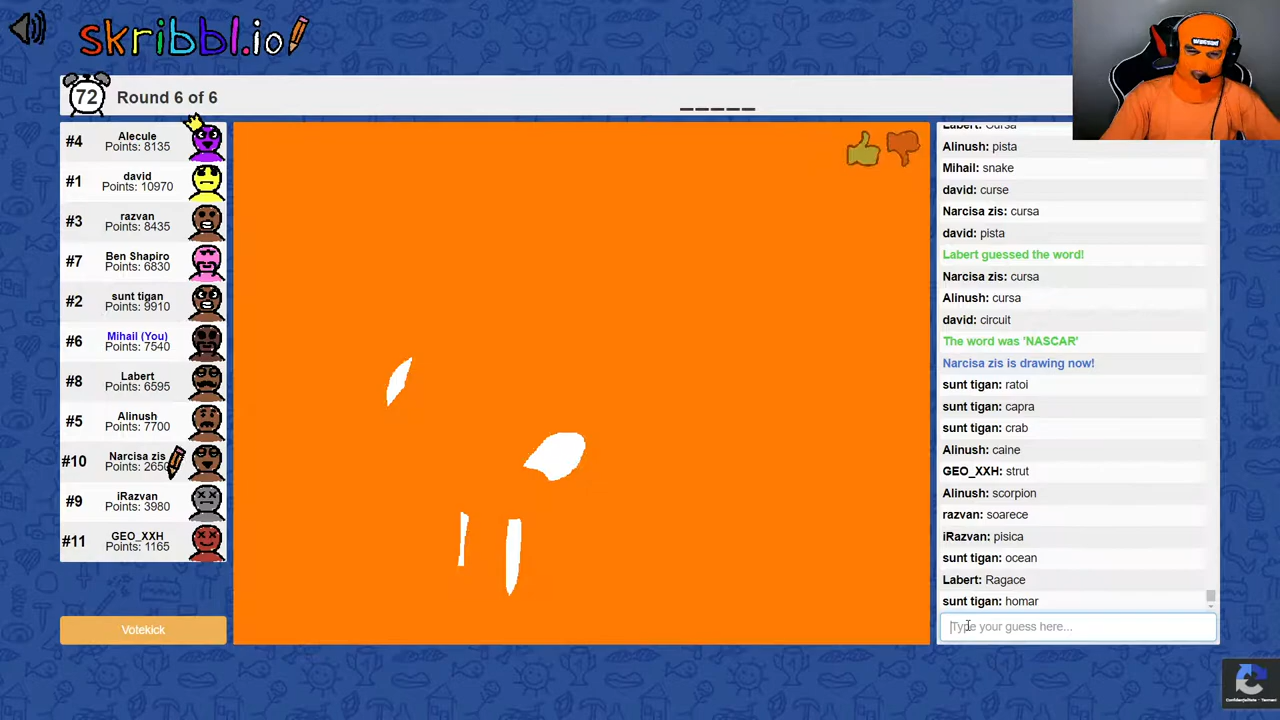 skribbl.io
72
Round 6 of 6
_____
#4
Alecule
Points: 8135
#1
david
Points: 10970
#3
razvan
Points: 8435
#7
Ben Shapiro
Points: 6830
#2
sunt tigan
Points: 9910
#6
Mihail (You)
Points: 7540
#8
Labert
Points: 6595
#5
Alinush
Points: 7700
#10
Narcisa zis
Points: 2650
#9
iRazvan
Points: 3980
#11
GEO_XXH
Points: 1165
Votekick
Labert: Cursa
Alinush: pista
Mihail: snake
david: curse
Narcisa zis: cursa
david: pista
Labert guessed the word!
Narcisa zis: cursa
Alinush: cursa
david: circuit
The word was 'NASCAR'
Narcisa zis is drawing now!
sunt tigan: ratoi
sunt tigan: capra
sunt tigan: crab
Alinush: caine
GEO_XXH: strut
Alinush: scorpion
razvan: soarece
iRazvan: pisica
sunt tigan: ocean
Labert: Ragace
sunt tigan: homar
Type your guess here...